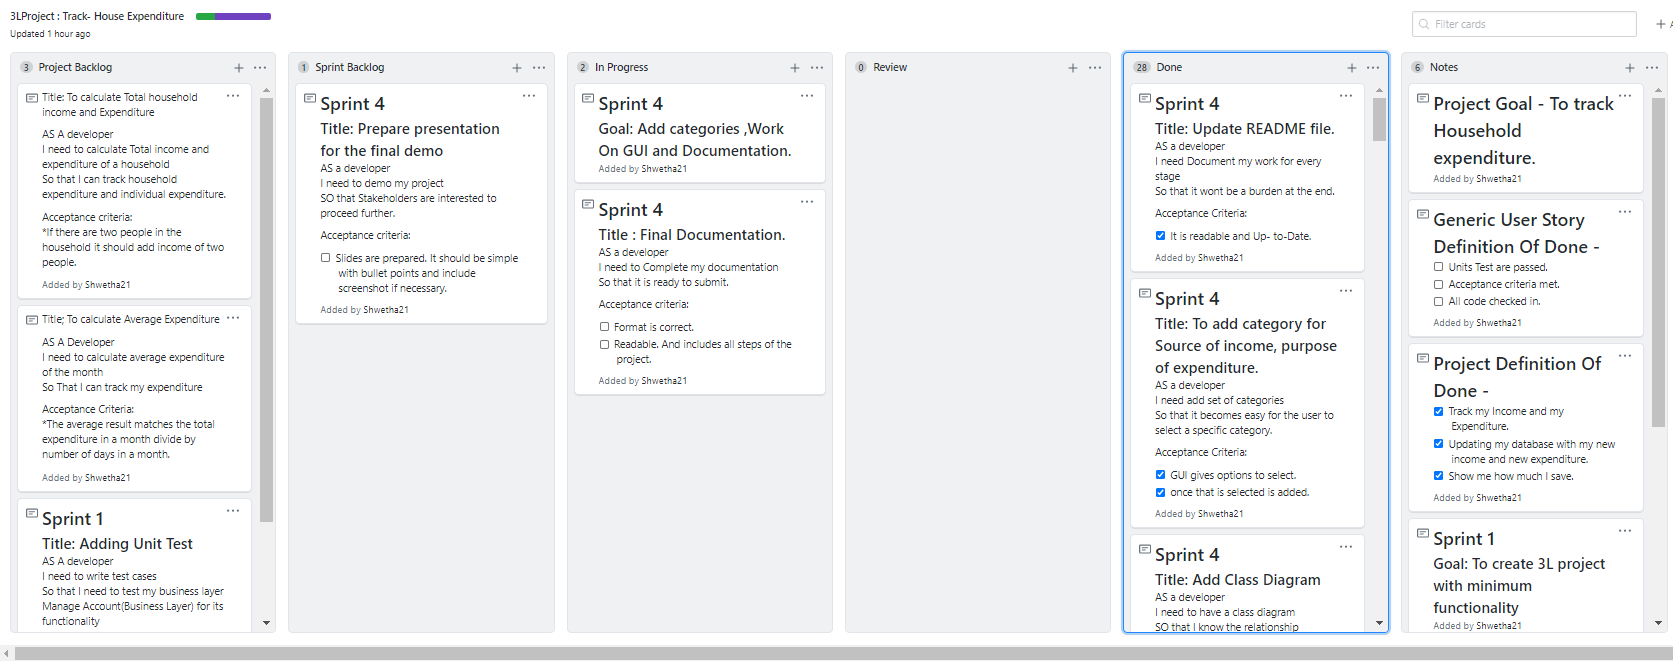 3LProject : Track- House Expenditure
Updated 1 hour ago
Filter cards
3 Project Backlog
Title: To calculate Total household
income and Expenditure
AS A developer
I need to calculate Total income and
expenditure of a household
So that I can track household
expenditure and individual expenditure.
Acceptance criteria:
*If there are two people in the
household it should add income of two
people.
Added by Shwetha21
Title; To calculate Average Expenditure
AS A Developer
I need to calculate average expenditure
of the month
So That I can track my expenditure
Acceptance Criteria:
*The average result matches the total
expenditure in a month divide by
number of days in a month.
Added by Shwetha21
Sprint 1
Title: Adding Unit Test
AS A developer
I need to write test cases
So that I need to test my business layer
Manage Account(Business Layer) for its
functionality
1 Sprint Backlog
Sprint 4
Title: Prepare presentation
for the final demo
AS a developer
I need to demo my project
SO that Stakeholders are interested to
proceed further.
Acceptance criteria:
Slides are prepared. It should be simple
with bullet points and include
screenshot if necessary.
Added by Shwetha21
2 In Progress
Sprint 4
Goal: Add categories ,Work
On GUI and Documentation.
Added by Shwetha21
Sprint 4
Title : Final Documentation.
AS a developer
I need to Complete my documentation
So that it is ready to submit.
Acceptance criteria:
Format is correct.
Readable. And includes all steps of the
project.
Added by Shwetha21
0 Review
28 Done
Sprint 4
Title: Update README file.
AS a developer
I need Document my work for every
stage
So that it wont be a burden at the end.
Acceptance Criteria:
It is readable and Up- to-Date.
Added by Shwetha21
Sprint 4
Title: To add category for
Source of income, purpose
of expenditure.
AS a developer
I need add set of categories
So that it becomes easy for the user to
select a specific category.
Acceptance Criteria:
GUI gives options to select.
once that is selected is added.
Added by Shwetha21
Sprint 4
Title: Add Class Diagram
AS a developer
I need to have a class diagram
SO that I know the relationship
6 Notes
Project Goal - To track
Household
expenditure.
Added by Shwetha21
Generic User Story
Definition Of Done -
Units Test are passed.
Acceptance criteria met.
All code checked in.
Added by Shwetha21
Project Definition Of
Done -
Track my Income and my
Expenditure.
Updating my database with my new
income and new expenditure.
Show me how much I save.
Added by Shwetha21
Sprint 1
Goal: To create 3L project
with minimum
functionality
Added by Shwetha21